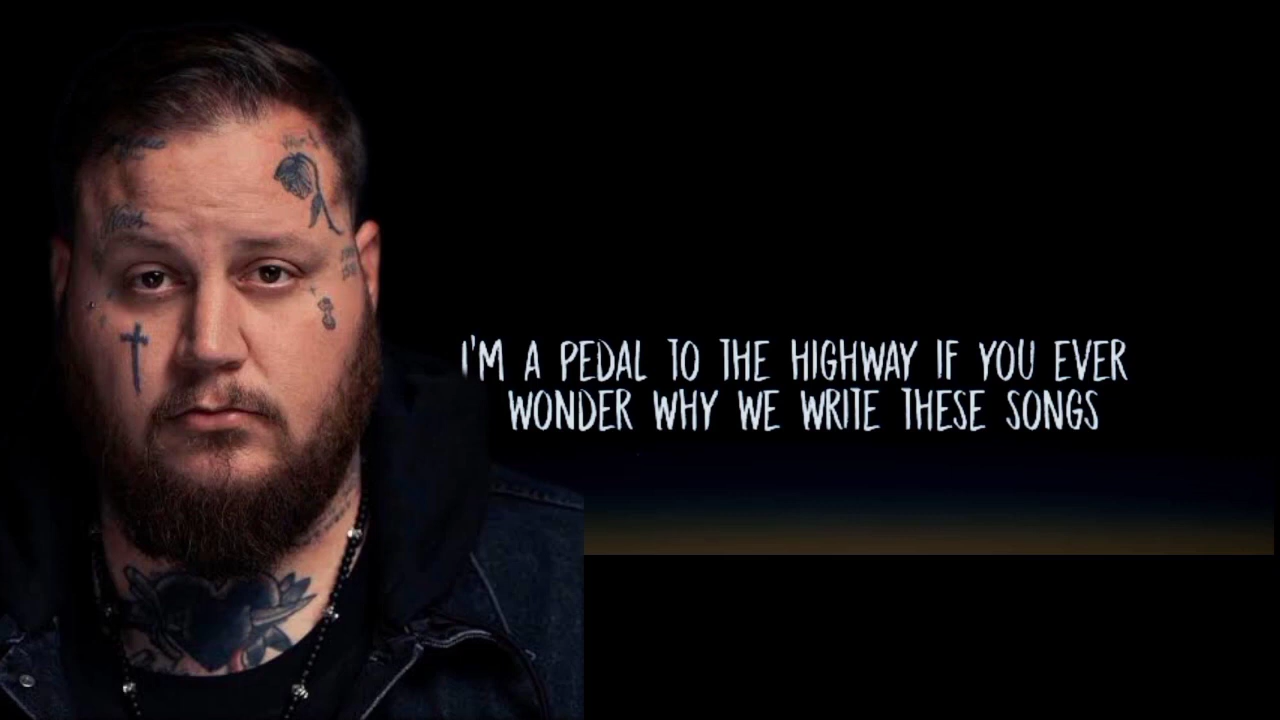 I'M A PEDAL TO THE HIGHWAY IF YOU EVER
WONDER WHY WE WRITE THESE SONGS